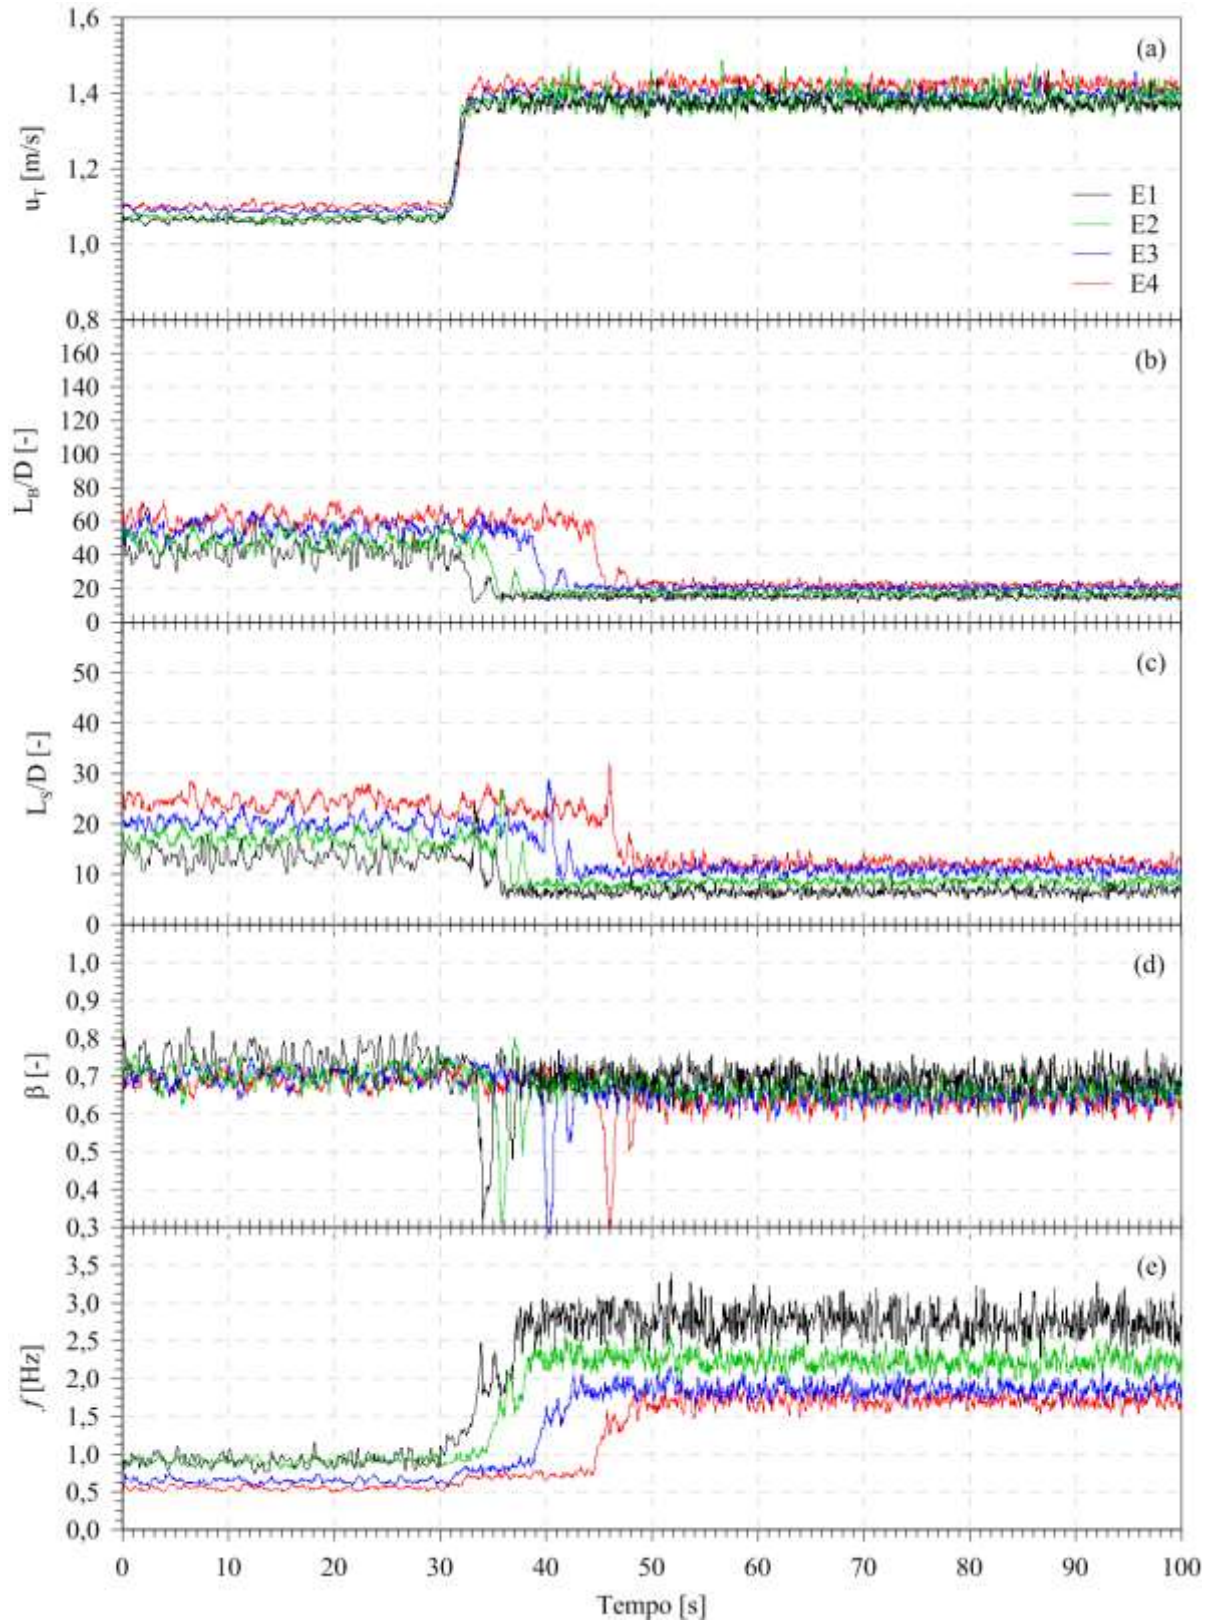 1,6
(a)
1,4
1,2
1,0
0,8
u_T [m/s]
E1
E2
E3
E4
160
(b)
140
120
100
80
60
40
20
0
L_B/D [-]
50
(c)
40
30
20
10
0
L_S/D [-]
1,0
(d)
0,9
0,8
0,7
0,6
0,5
0,4
0,3
β [-]
3,5
(e)
3,0
2,5
2,0
1,5
1,0
0,5
0,0
f [Hz]
0 10 20 30 40 50 60 70 80 90 100
Tempo [s]